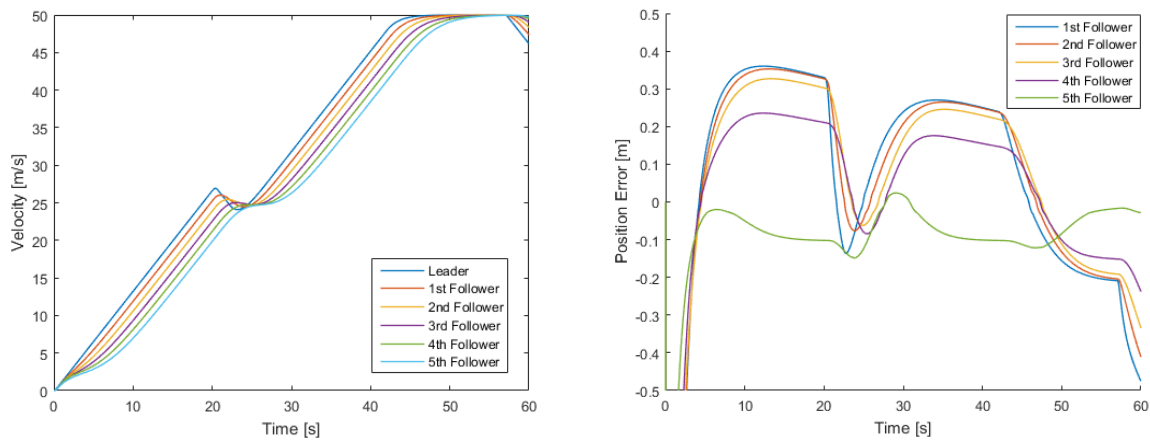 50
45
40
35
30
25
20
15
10
5
0
Velocity [m/s]
0 10 20 30 40 50 60
Time [s]
Leader
1st Follower
2nd Follower
3rd Follower
4th Follower
5th Follower
0.5
0.4
0.3
0.2
0.1
0
-0.1
-0.2
-0.3
-0.4
-0.5
Position Error [m]
0 10 20 30 40 50 60
Time [s]
1st Follower
2nd Follower
3rd Follower
4th Follower
5th Follower